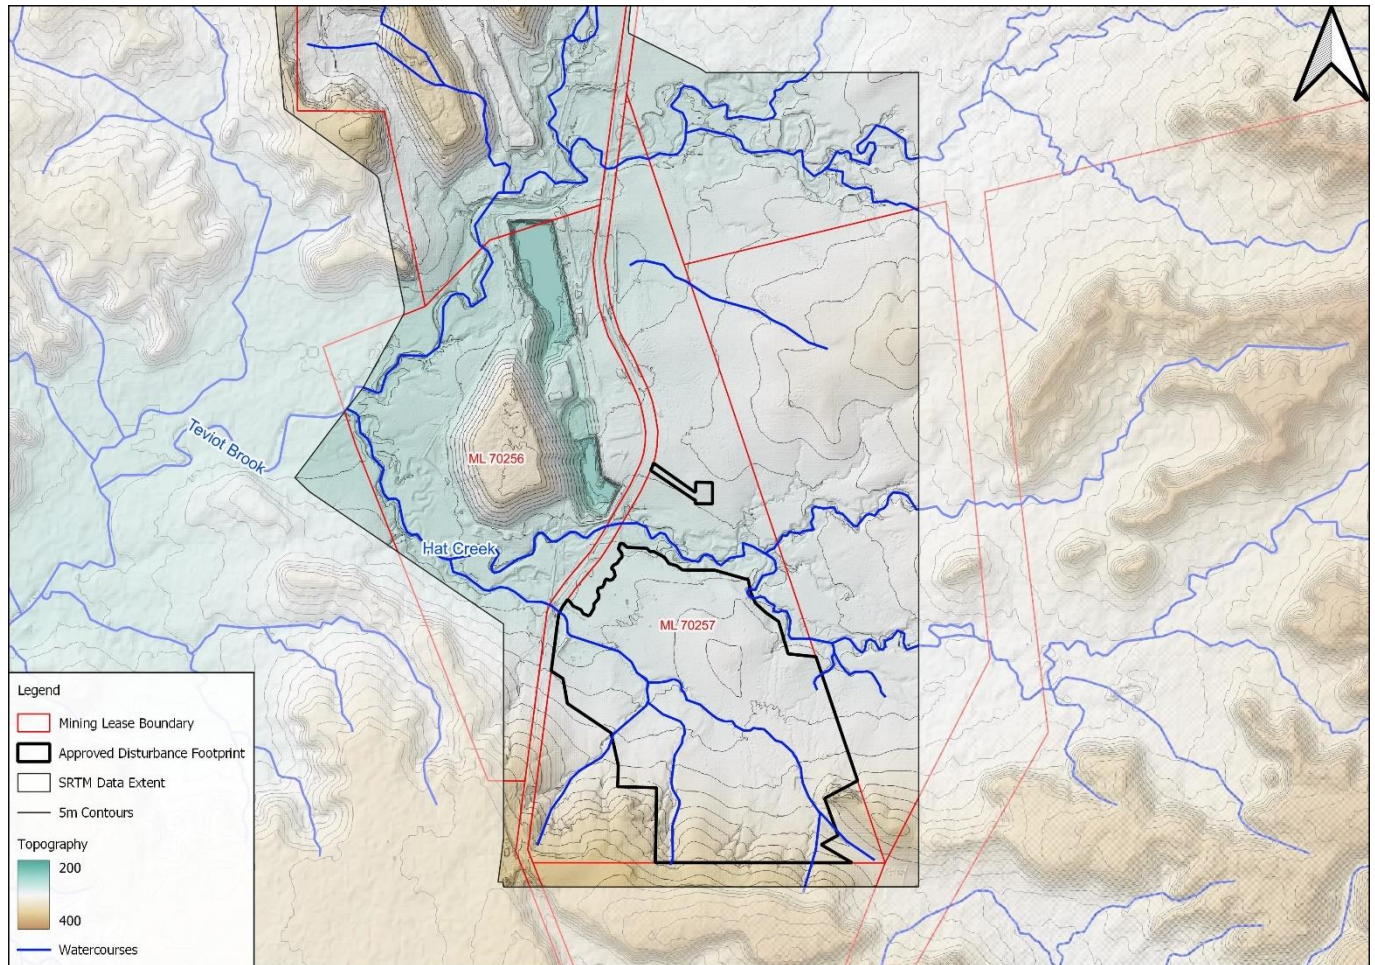 Teviot Brook
ML 70256
Hat Creek
ML 70257
Legend
Mining Lease Boundary
Approved Disturbance Footprint
SRTM Data Extent
5m Contours
Topography
200
400
Watercourses